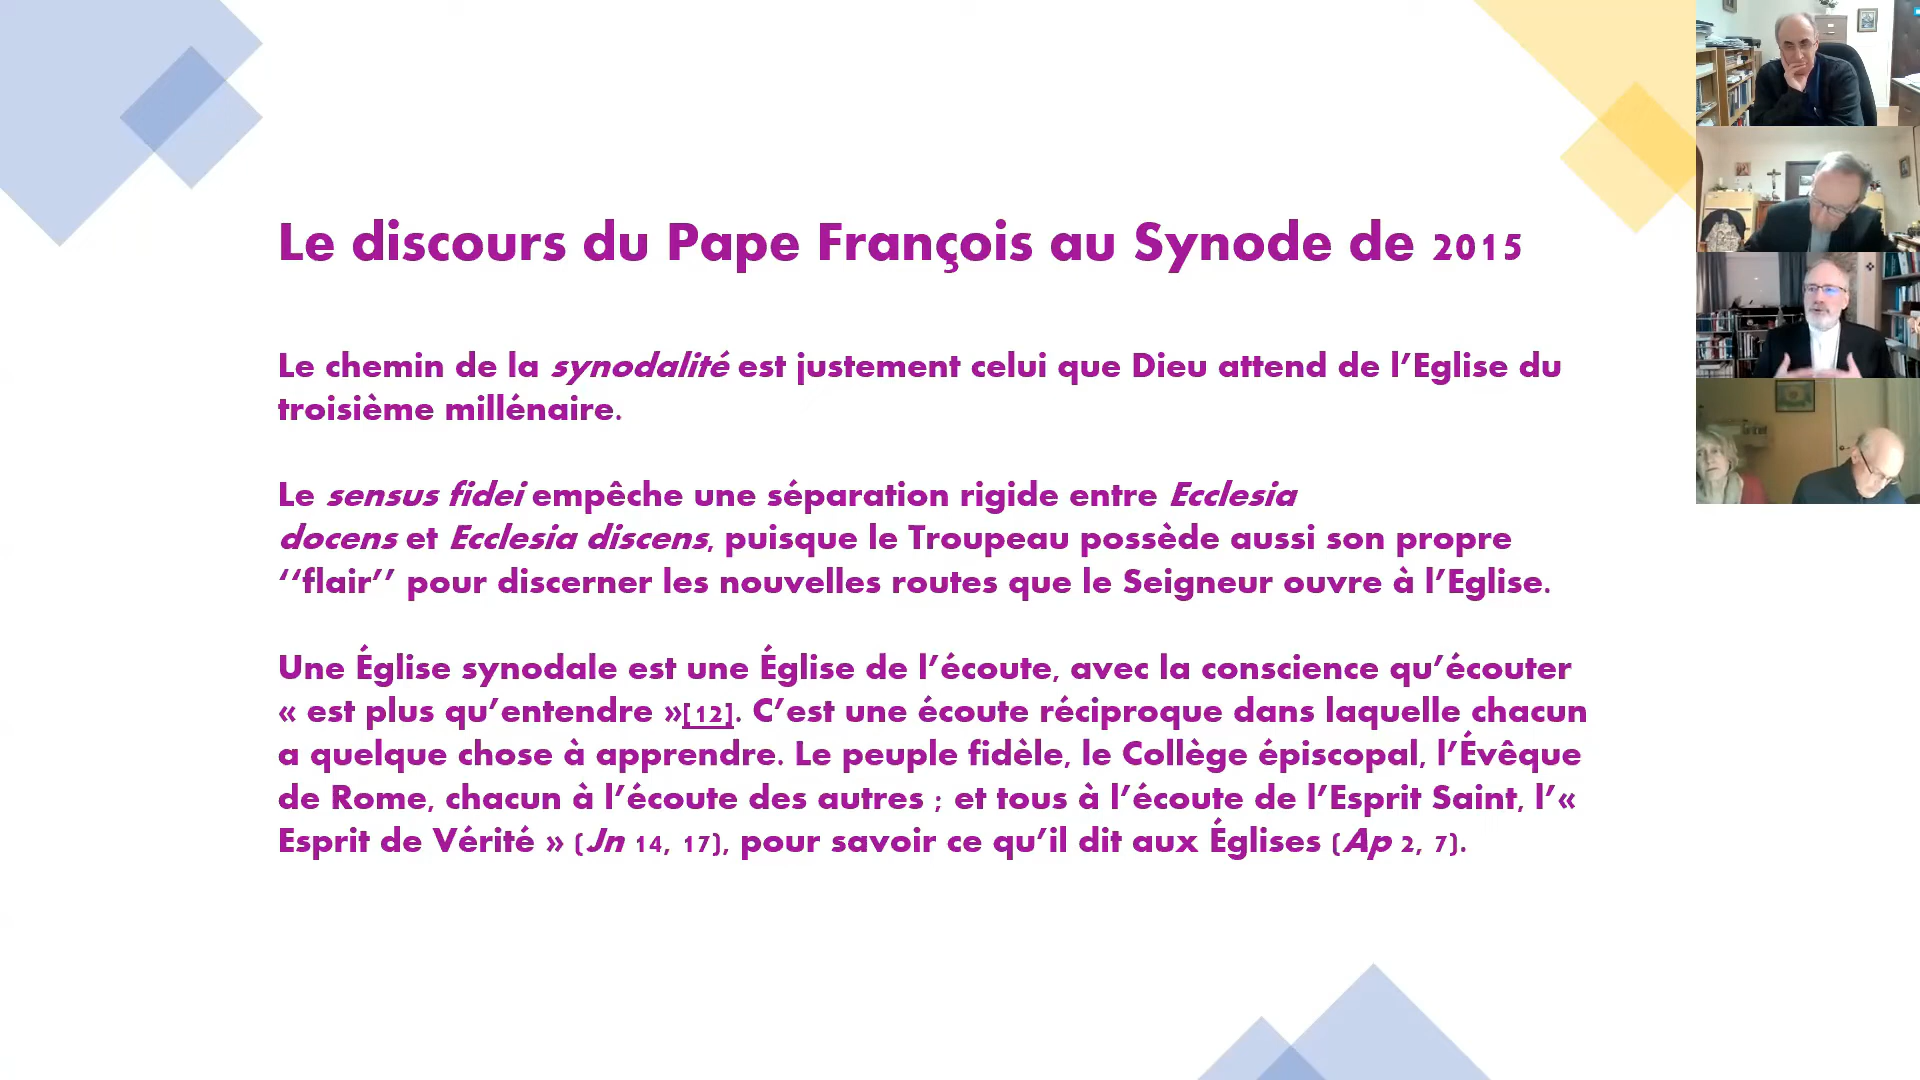 Le discours du Pape François au Synode de 2015
Le chemin de la synodalité est justement celui que Dieu attend de l’Eglise du
troisième millénaire.
Le sensus fidei empêche une séparation rigide entre Ecclesia
docens et Ecclesia discens, puisque le Troupeau possède aussi son propre
‘‘flair’’ pour discerner les nouvelles routes que le Seigneur ouvre à l’Eglise.
Une Église synodale est une Église de l’écoute, avec la conscience qu’écouter
« est plus qu’entendre »[12]. C’est une écoute réciproque dans laquelle chacun
a quelque chose à apprendre. Le peuple fidèle, le Collège épiscopal, l’Évêque
de Rome, chacun à l’écoute des autres ; et tous à l’écoute de l’Esprit Saint, l’«
Esprit de Vérité » (Jn 14, 17), pour savoir ce qu’il dit aux Églises (Ap 2, 7).